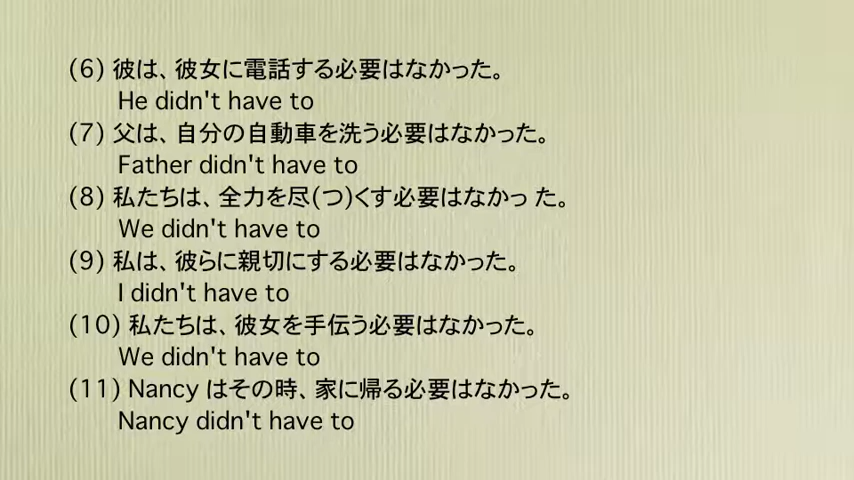 (6) 彼は、彼女に電話する必要はなかった。
He didn't have to
(7) 父は、自分の自動車を洗う必要はなかった。
Father didn't have to
(8) 私たちは、全力を尽(つ)くす必要はなかっ た。
We didn't have to
(9) 私は、彼らに親切にする必要はなかった。
I didn't have to
(10) 私たちは、彼女を手伝う必要はなかった。
We didn't have to
(11) Nancy はその時、家に帰る必要はなかった。
Nancy didn't have to